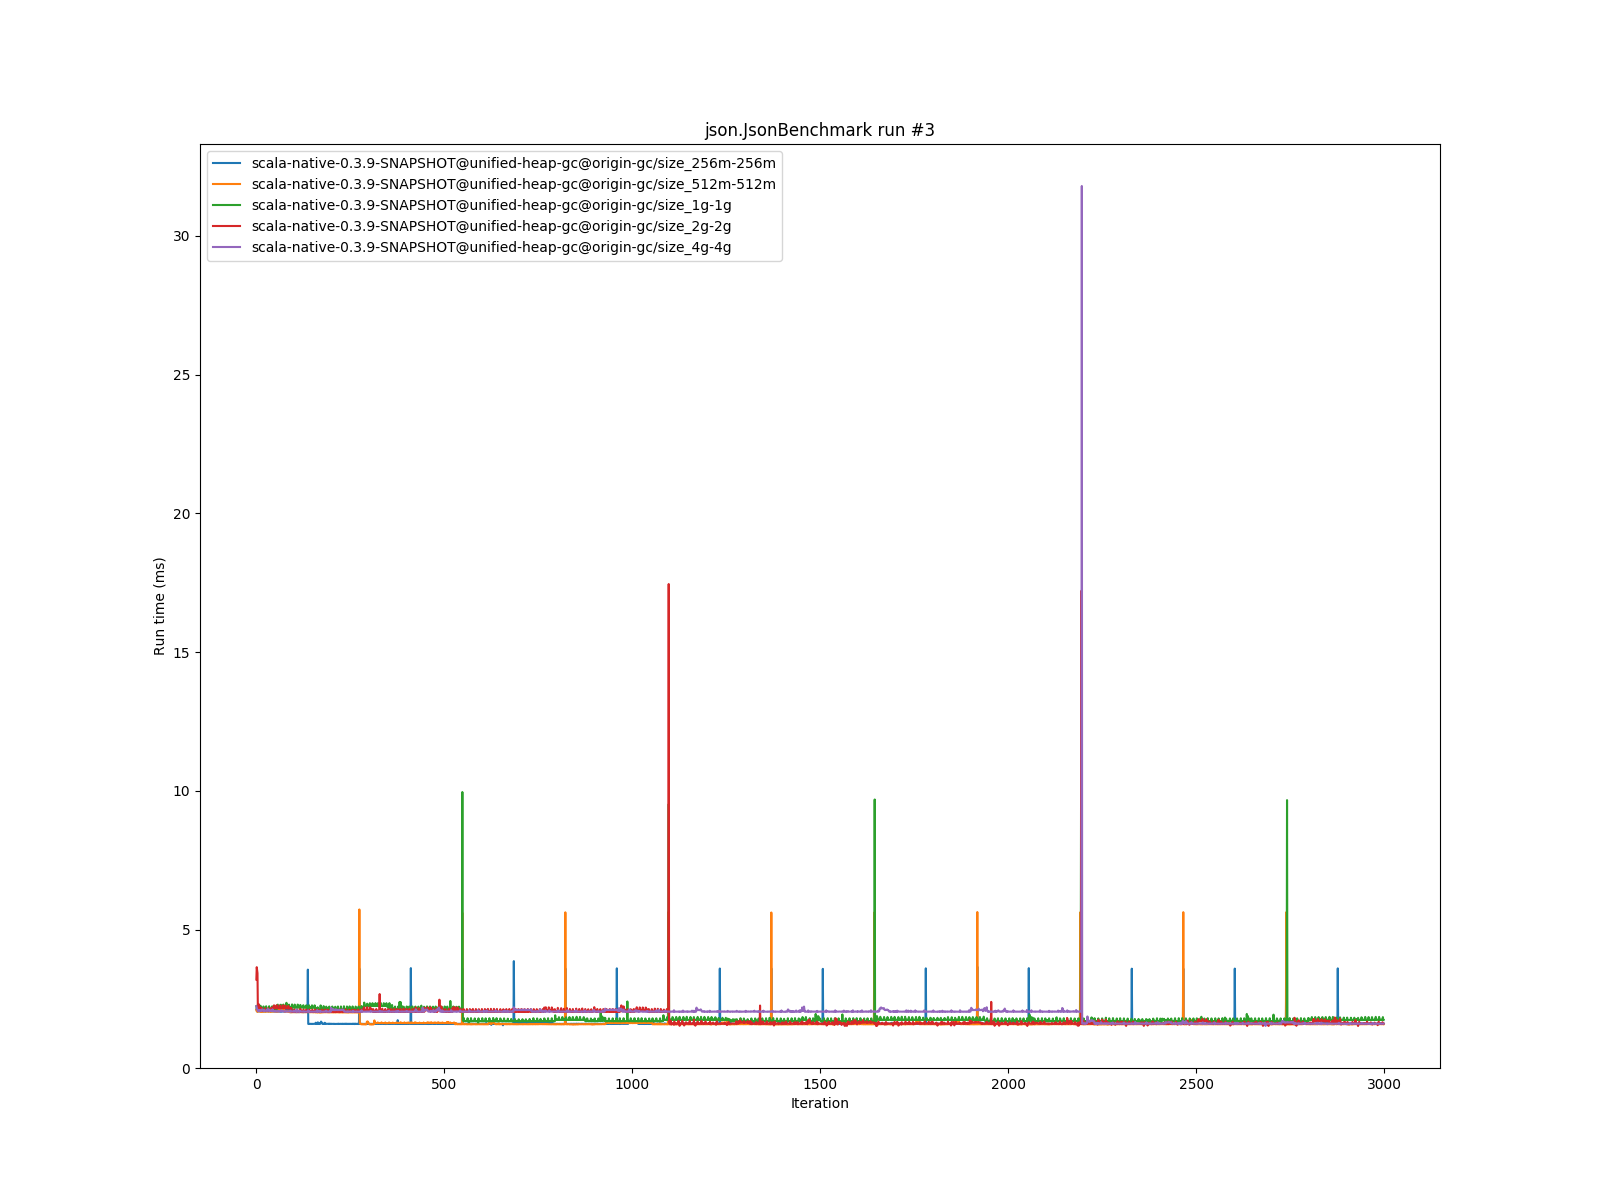 json.JsonBenchmark run #3
scala-native-0.3.9-SNAPSHOT@unified-heap-gc@origin-gc/size_256m-256m
scala-native-0.3.9-SNAPSHOT@unified-heap-gc@origin-gc/size_512m-512m
scala-native-0.3.9-SNAPSHOT@unified-heap-gc@origin-gc/size_1g-1g
scala-native-0.3.9-SNAPSHOT@unified-heap-gc@origin-gc/size_2g-2g
scala-native-0.3.9-SNAPSHOT@unified-heap-gc@origin-gc/size_4g-4g
30
25
20
15
10
5
0
Run time (ms)
0 500 1000 1500 2000 2500 3000
Iteration